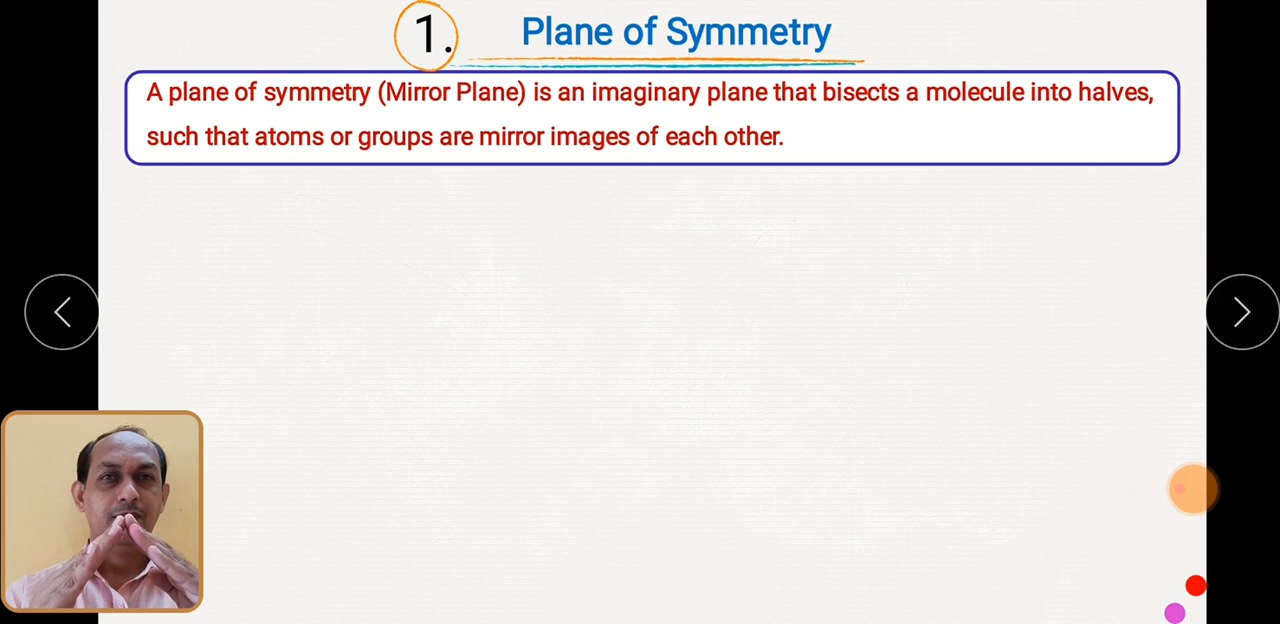 1. Plane of Symmetry
A plane of symmetry (Mirror Plane) is an imaginary plane that bisects a molecule into halves,
such that atoms or groups are mirror images of each other.